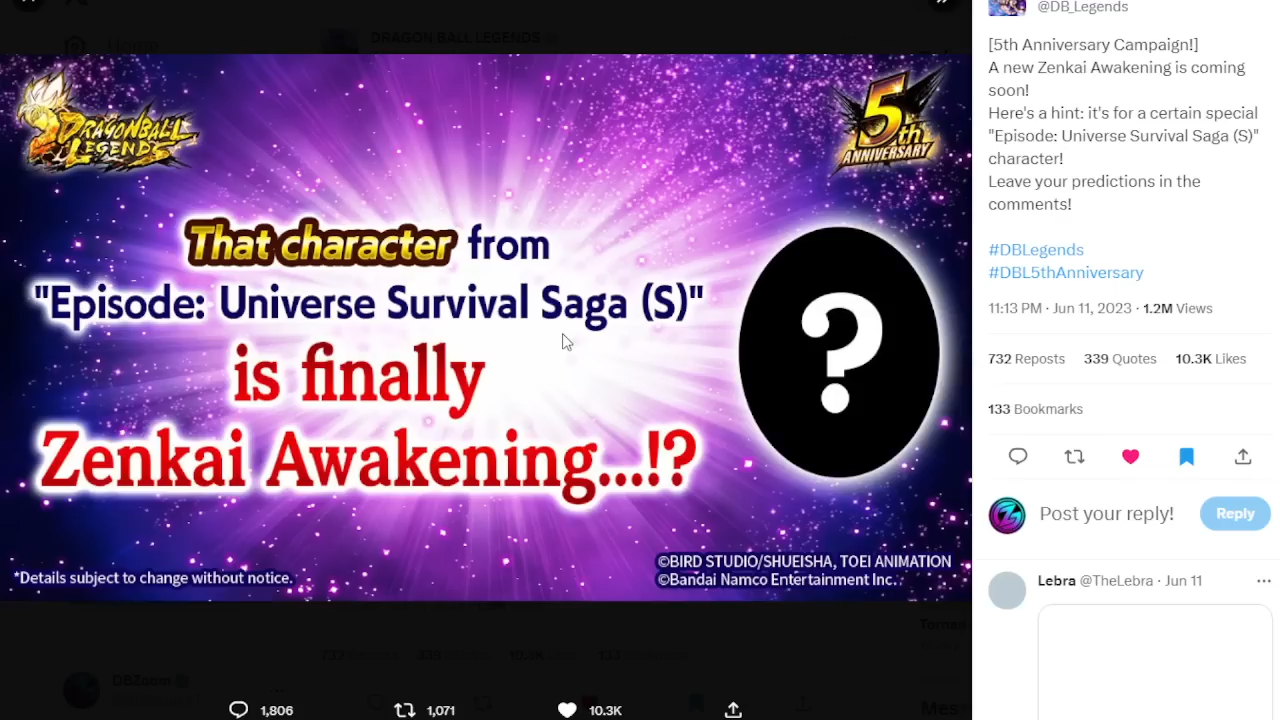 DRAGON BALL LEGENDS
DRAGONBALL
LEGENDS
5th
ANNIVERSARY
That character from
"Episode: Universe Survival Saga (S)"
is finally
Zenkai Awakening...!?
?
*Details subject to change without notice.
©BIRD STUDIO/SHUEISHA, TOEI ANIMATION
©Bandai Namco Entertainment Inc.
DBZoom
1,806
1,071
10.3K
@DB_Legends
[5th Anniversary Campaign!]
A new Zenkai Awakening is coming
soon!
Here's a hint: it's for a certain special
"Episode: Universe Survival Saga (S)"
character!
Leave your predictions in the
comments!
#DBLegends
#DBL5thAnniversary
11:13 PM · Jun 11, 2023 · 1.2M Views
732 Reposts 339 Quotes 10.3K Likes
133 Bookmarks
Post your reply!
Reply
Lebra @TheLebra · Jun 11